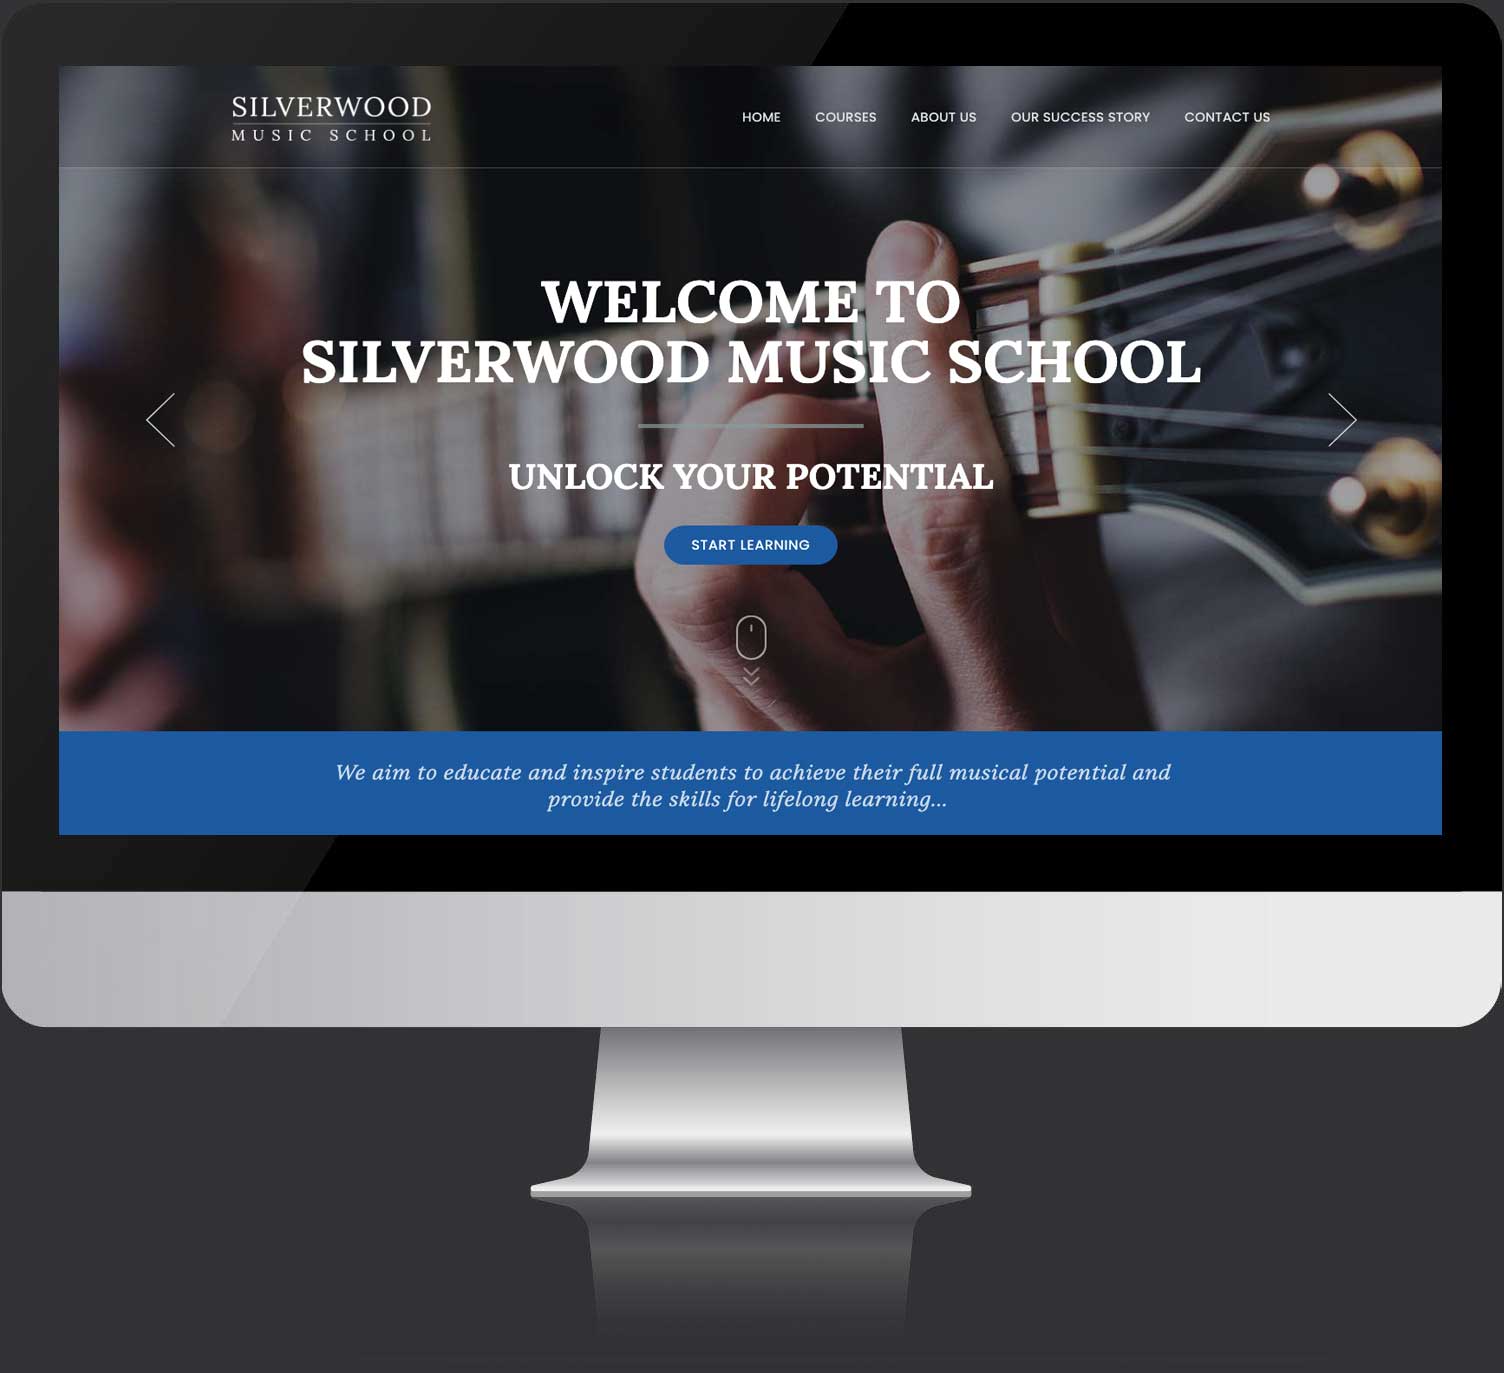 SILVERWOOD
MUSIC SCHOOL
HOME COURSES ABOUT US OUR SUCCESS STORY CONTACT US
WELCOME TO
SILVERWOOD MUSIC SCHOOL
UNLOCK YOUR POTENTIAL
START LEARNING
We aim to educate and inspire students to achieve their full musical potential and
provide the skills for lifelong learning...